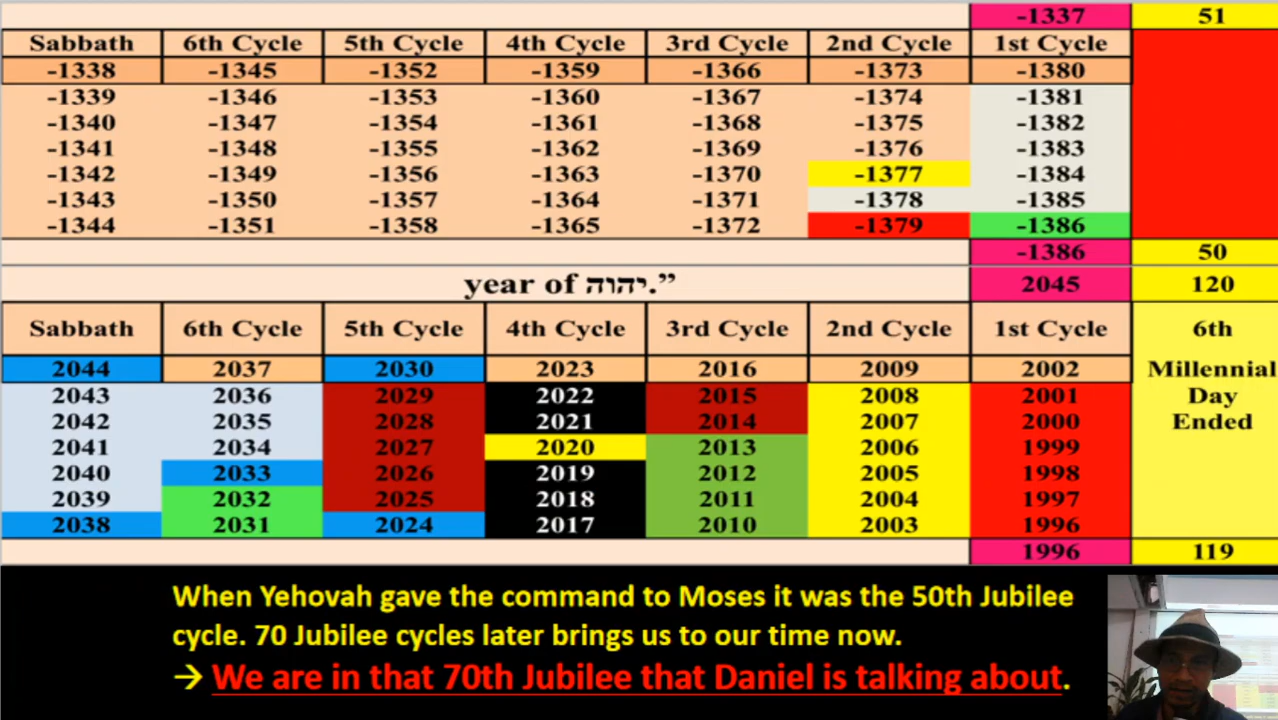 -1337 51
Sabbath 6th Cycle 5th Cycle 4th Cycle 3rd Cycle 2nd Cycle 1st Cycle
-1338 -1345 -1352 -1359 -1366 -1373 -1380
-1339 -1346 -1353 -1360 -1367 -1374 -1381
-1340 -1347 -1354 -1361 -1368 -1375 -1382
-1341 -1348 -1355 -1362 -1369 -1376 -1383
-1342 -1349 -1356 -1363 -1370 -1377 -1384
-1343 -1350 -1357 -1364 -1371 -1378 -1385
-1344 -1351 -1358 -1365 -1372 -1379 -1386
-1386 50
year of יהוה.” 2045 120
Sabbath 6th Cycle 5th Cycle 4th Cycle 3rd Cycle 2nd Cycle 1st Cycle 6th
2044 2037 2030 2023 2016 2009 2002 Millennial
2043 2036 2029 2022 2015 2008 2001 Day
2042 2035 2028 2021 2014 2007 2000 Ended
2041 2034 2027 2020 2013 2006 1999
2040 2033 2026 2019 2012 2005 1998
2039 2032 2025 2018 2011 2004 1997
2038 2031 2024 2017 2010 2003 1996
1996 119
When Yehovah gave the command to Moses it was the 50th Jubilee
cycle. 70 Jubilee cycles later brings us to our time now.
→ We are in that 70th Jubilee that Daniel is talking about.